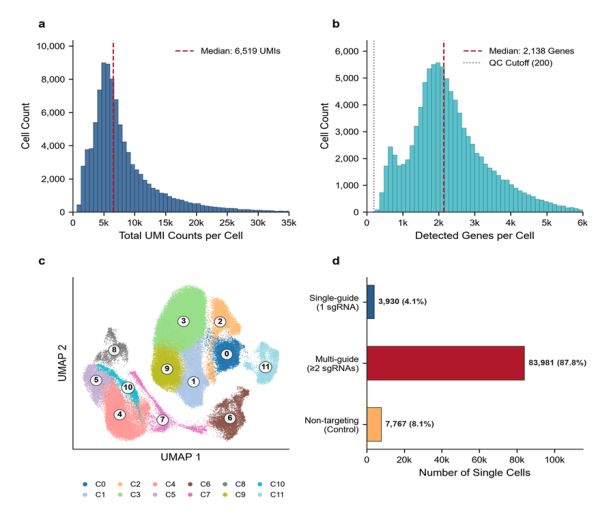 a
Median: 6,519 UMIs
10,000
8,000
6,000
4,000
2,000
0
Cell Count
0 5k 10k 15k 20k 25k 30k 35k
Total UMI Counts per Cell
b
Median: 2,138 Genes
QC Cutoff (200)
6,000
5,000
4,000
3,000
2,000
1,000
0
Cell Count
0 1k 2k 3k 4k 5k 6k
Detected Genes per Cell
c
UMAP 2
3
2
0
8
9
11
1
5
10
4
7
6
UMAP 1
C0 C2 C4 C6 C8 C10
C1 C3 C5 C7 C9 C11
d
Single-guide
(1 sgRNA)
3,930 (4.1%)
Multi-guide
(≥2 sgRNAs)
83,981 (87.8%)
Non-targeting
(Control)
7,767 (8.1%)
0 20k 40k 60k 80k 100k
Number of Single Cells